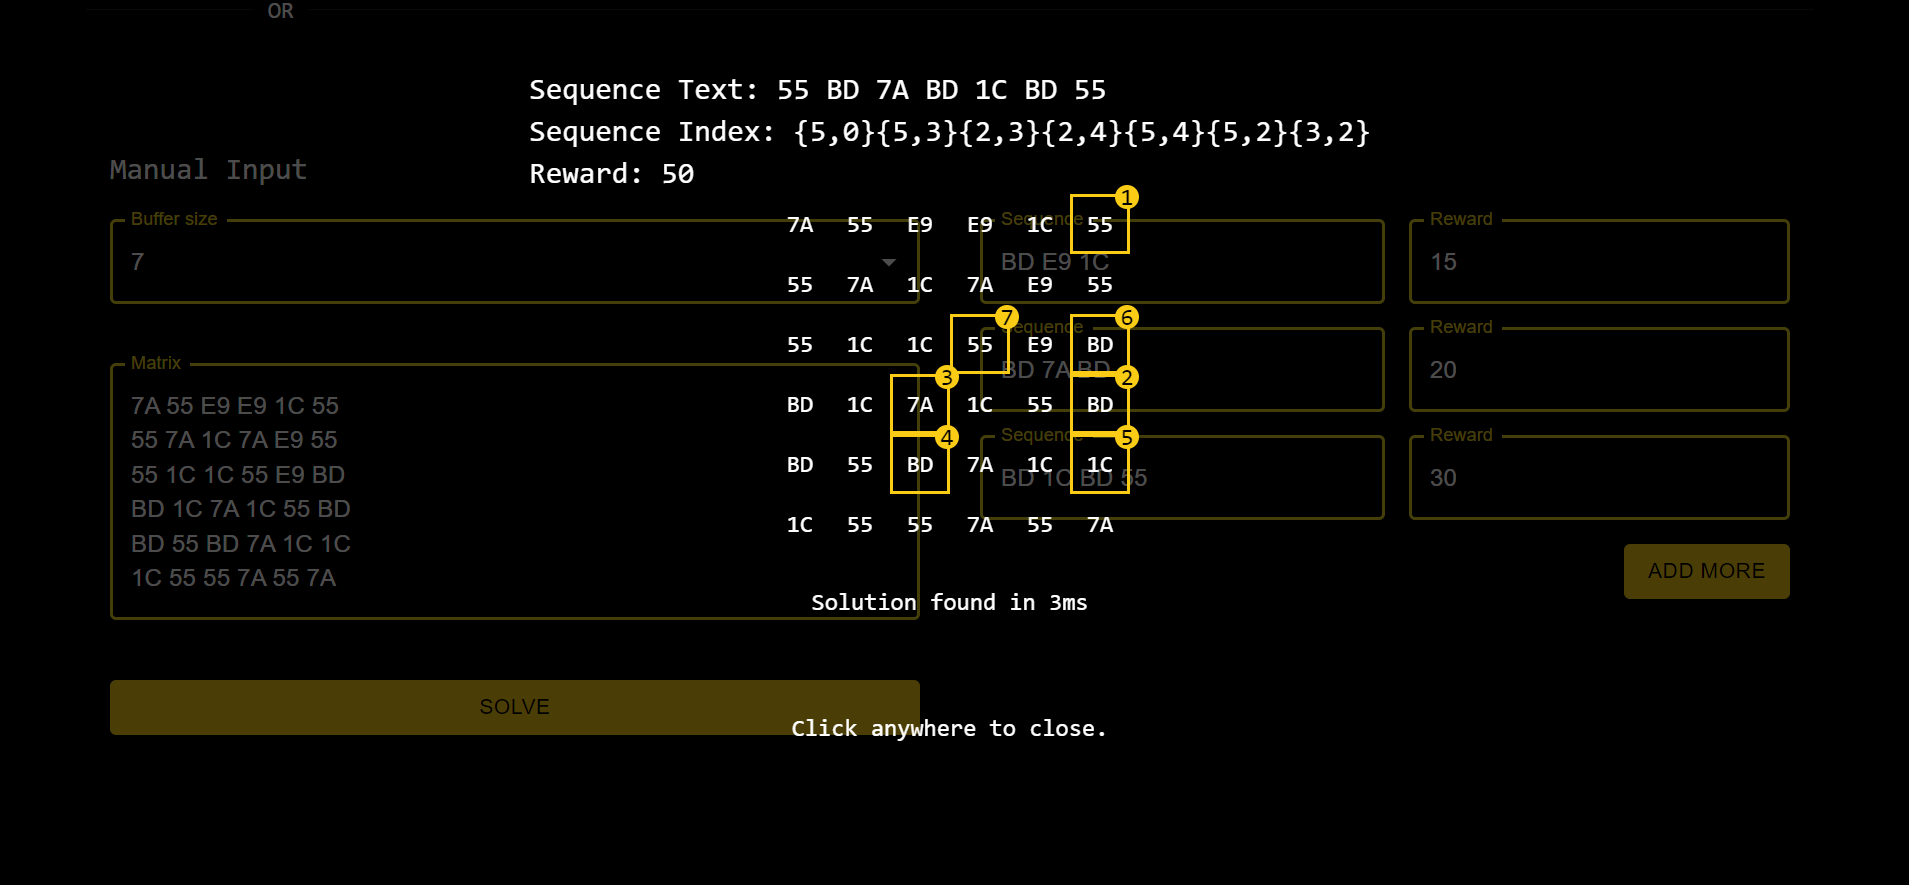 OR
Sequence Text: 55 BD 7A BD 1C BD 55
Sequence Index: {5,0}{5,3}{2,3}{2,4}{5,4}{5,2}{3,2}
Reward: 50
Manual Input
Buffer size
7
Matrix
7A 55 E9 E9 1C 55
55 7A 1C 7A E9 55
55 1C 1C 55 E9 BD
BD 1C 7A 1C 55 BD
BD 55 BD 7A 1C 1C
1C 55 55 7A 55 7A
SOLVE
1
7A 55 E9 E9 1C 55
55 7A 1C 7A E9 55
7 6
55 1C 1C 55 E9 BD
3 2
BD 1C 7A 1C 55 BD
4 5
BD 55 BD 7A 1C 1C
1C 55 55 7A 55 7A
Solution found in 3ms
Click anywhere to close.
Sequence
BD E9 1C
Reward
15
Sequence
BD 7A BD
Reward
20
Sequence
BD 1C BD 55
Reward
30
ADD MORE